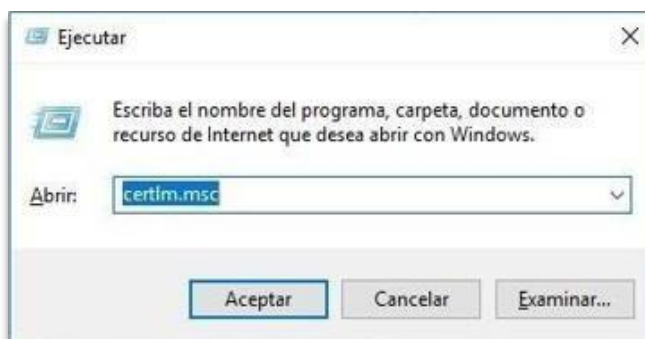 Ejecutar
Escriba el nombre del programa, carpeta, documento o
recurso de Internet que desea abrir con Windows.
Abrir: certlm.msc
Aceptar Cancelar Examinar...